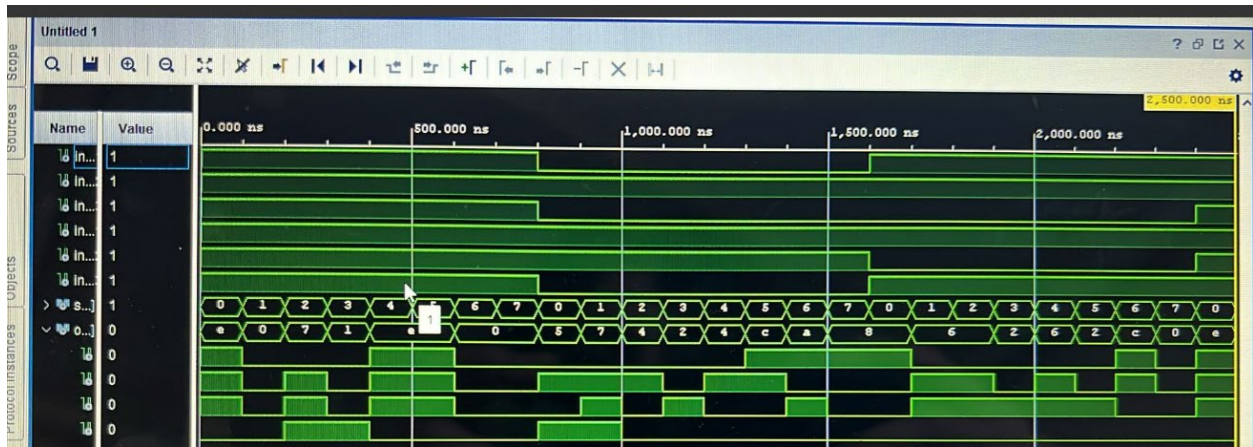 Untitled 1
? X
Scope
Sources
Objects
Protocol Instances
2,500.000 ns
Name Value 0.000 ns 500.000 ns 1,000.000 ns 1,500.000 ns 2,000.000 ns
In... 1
In... 1
In... 1
In... 1
In... 1
In... 1
> s...] 1 0 1 2 3 4 5 6 7 0 1 2 3 4 5 6 7 0 1 2 3 4 5 6 7 0
o...] 0 e 0 7 1 e 0 5 7 4 2 4 c a 8 6 2 6 2 c 0 e
0
0
0
0
1